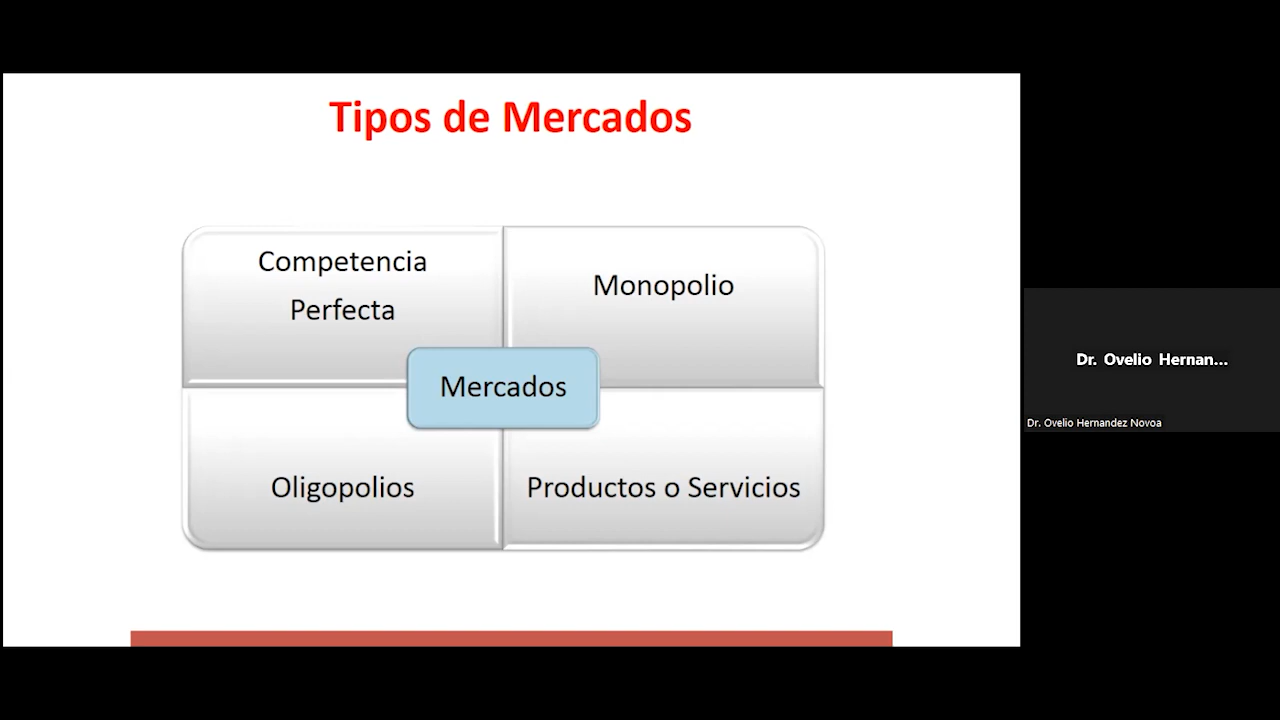 Tipos de Mercados
Competencia
Perfecta
Monopolio
Mercados
Oligopolios
Productos o Servicios
Dr. Ovelio Hernan...
Dr. Ovelio Hernandez Novoa